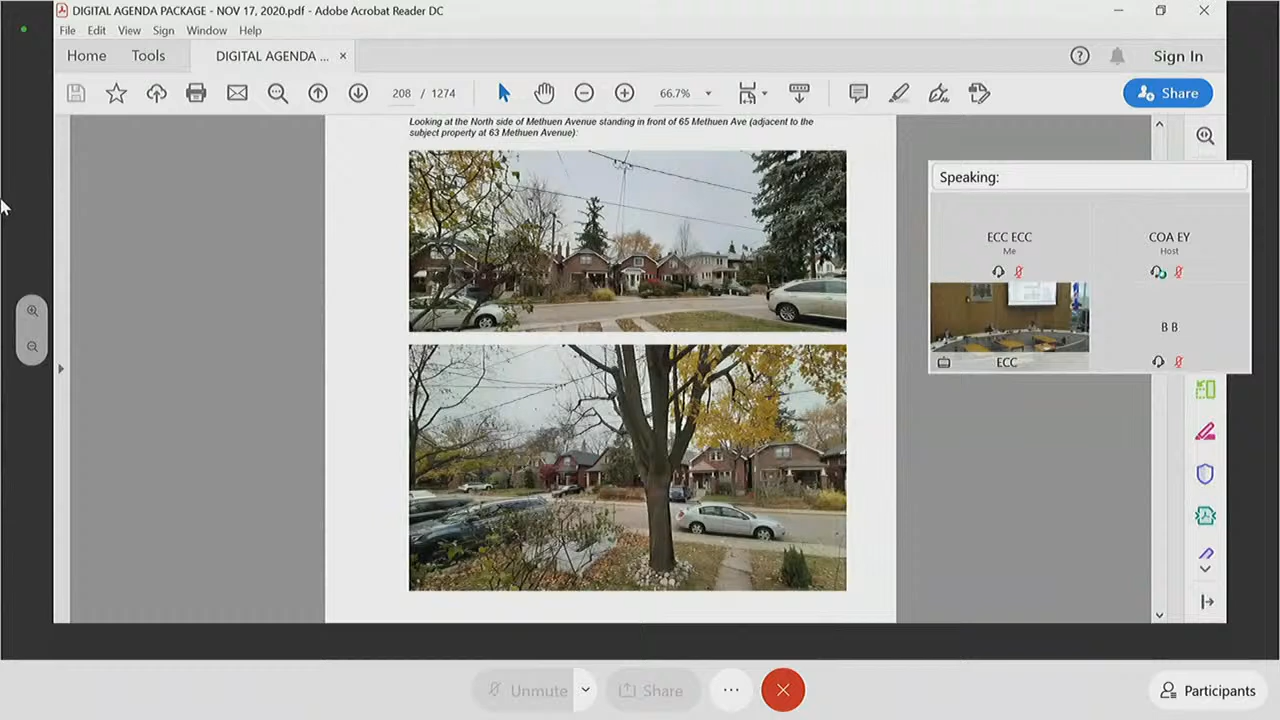 DIGITAL AGENDA PACKAGE - NOV 17, 2020.pdf - Adobe Acrobat Reader DC
File Edit View Sign Window Help
Home Tools DIGITAL AGENDA ... ×
Sign In
208 / 1274
66.7%
Share
Looking at the North side of Methuen Avenue standing in front of 65 Methuen Ave (adjacent to the
subject property at 63 Methuen Avenue):
Speaking:
ECC ECC
Me
COA EY
Host
B B
ECC
Unmute
Share
...
Participants